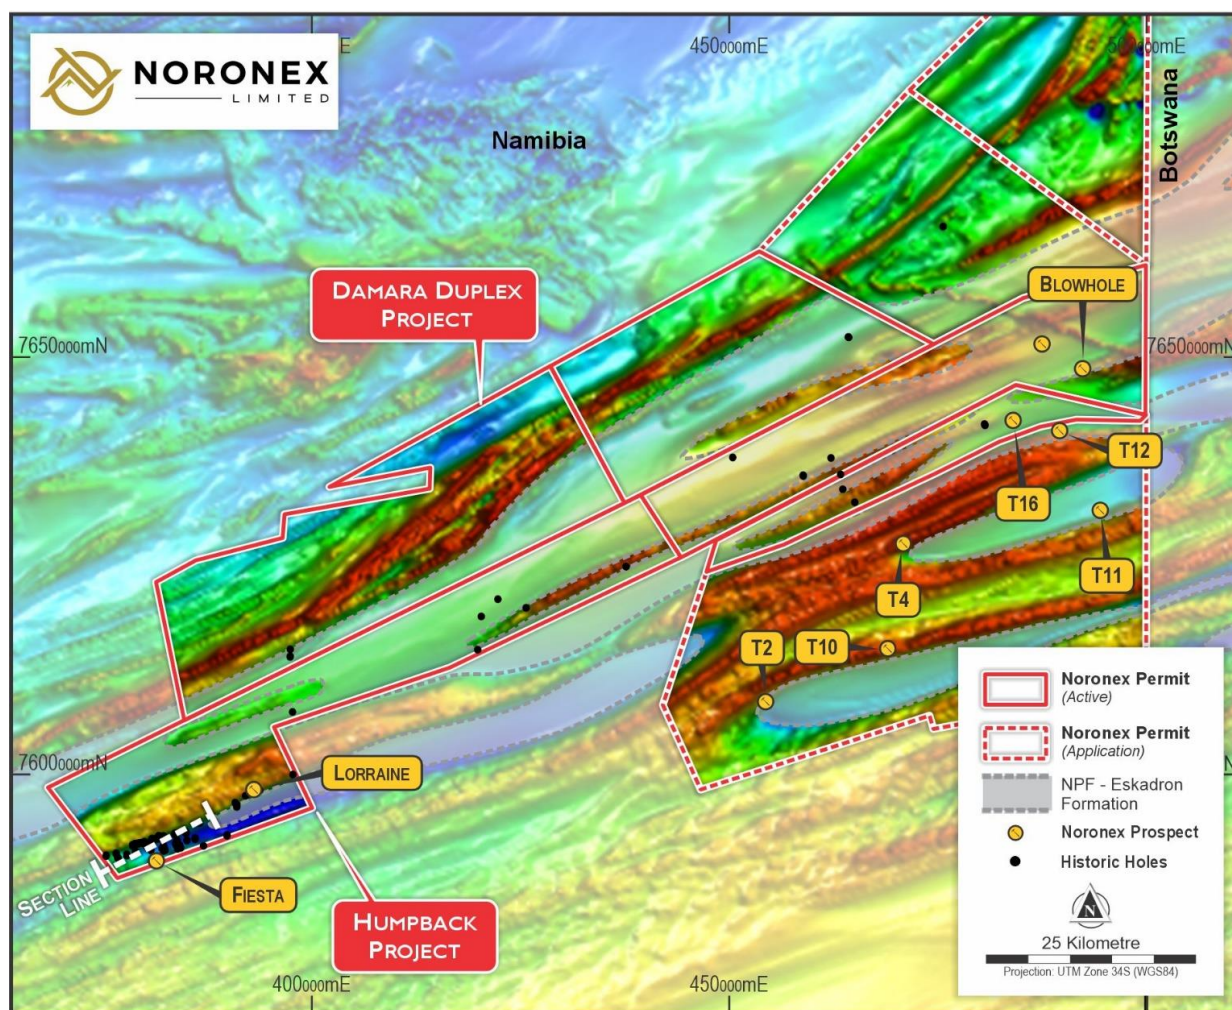 NORONEX
LIMITED
450000mE
mE
Namibia
Botswana
DAMARA DUPLEX
PROJECT
BLOWHOLE
7650000mN
7650000mN
T12
T16
T11
T4
T10
T2
7600000mN
LORRAINE
SECTION
LINE
FIESTA
HUMPBACK
PROJECT
400000mE
450000mE
Noronex Permit
(Active)
Noronex Permit
(Application)
NPF - Eskadron
Formation
Noronex Prospect
Historic Holes
N
25 Kilometre
Projection: UTM Zone 34S (WGS84)